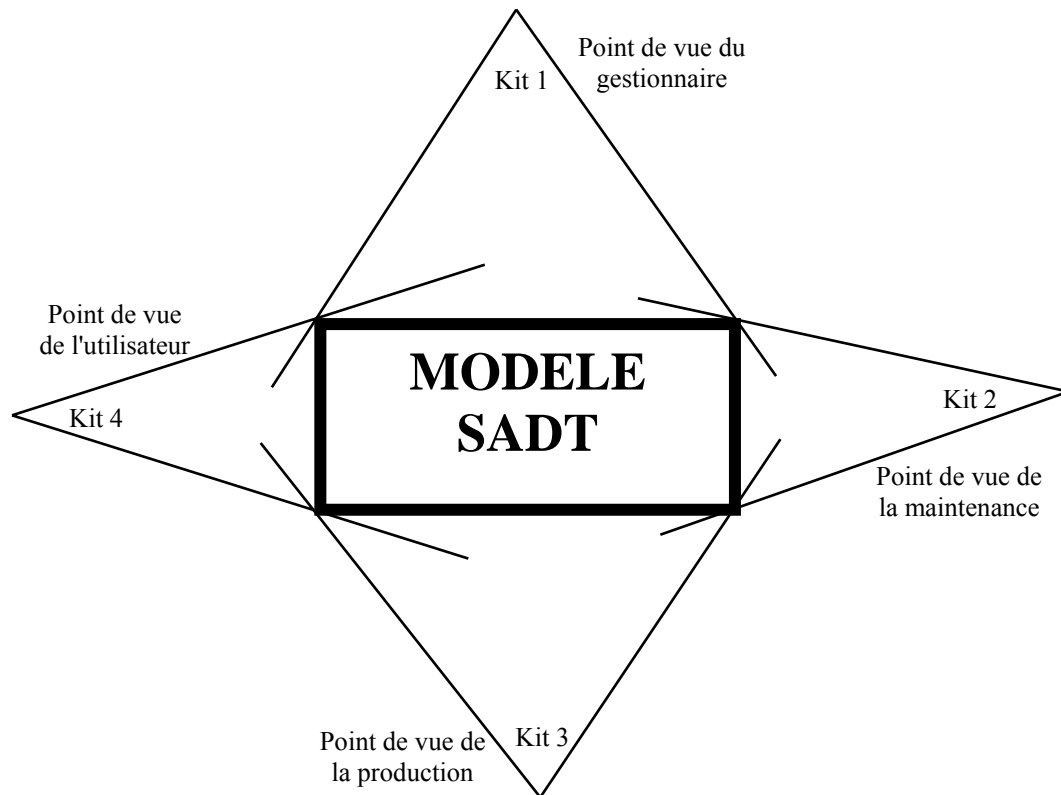 Point de vue du
gestionnaire
Kit 1
Point de vue
de l'utilisateur
MODELE
SADT
Kit 4
Kit 2
Point de vue de
la maintenance
Point de vue de
la production
Kit 3